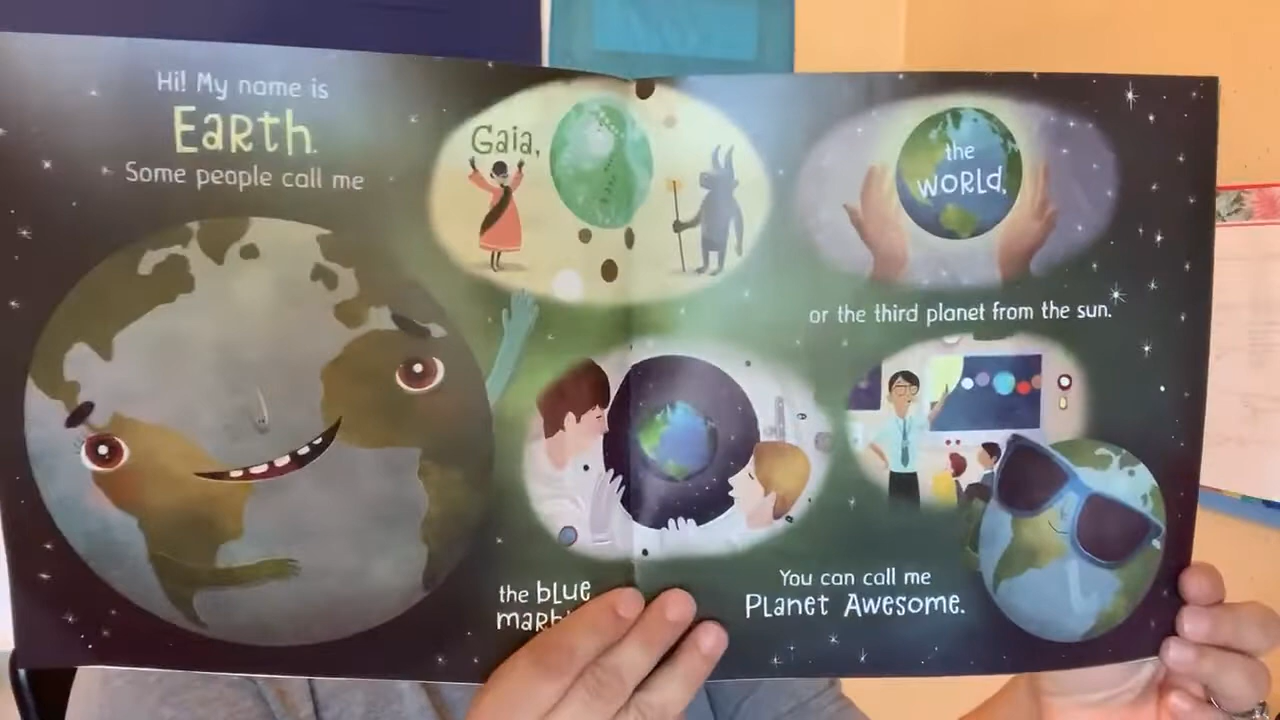 Hi! My name is
EARTH.
Some people call me
Gaia,
the
WORLD,
or the third planet from the sun.
the BLUE
You can call me
PLANET AWESOME.